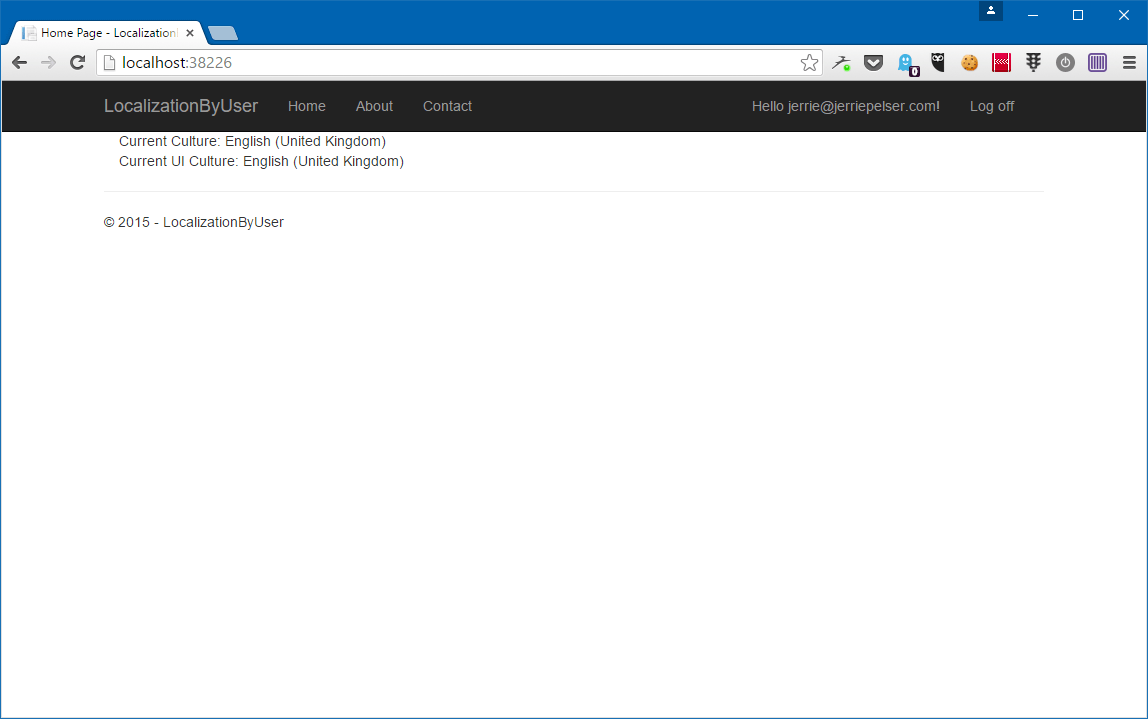 Home Page - Localization
localhost:38226
0
LocalizationByUser Home About Contact Hello jerrie@jerriepelser.com! Log off
Current Culture: English (United Kingdom)
Current UI Culture: English (United Kingdom)
© 2015 - LocalizationByUser